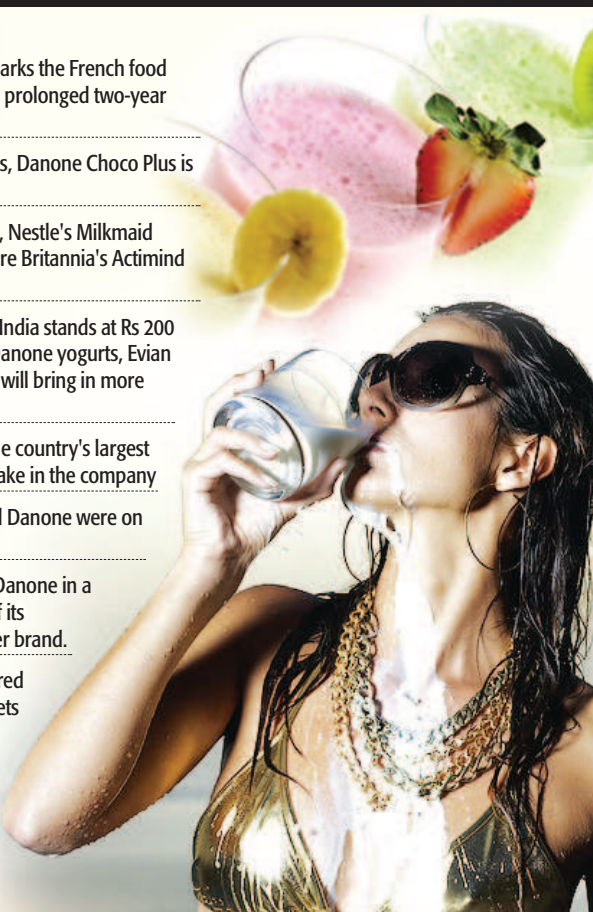 arks the French food
prolonged two-year
s, Danone Choco Plus is
, Nestle's Milkmaid
re Britannia's Actimind
India stands at Rs 200
anone yogurts, Evian
will bring in more
e country's largest
ake in the company
l Danone were on
Danone in a
f its
er brand.
red
ets